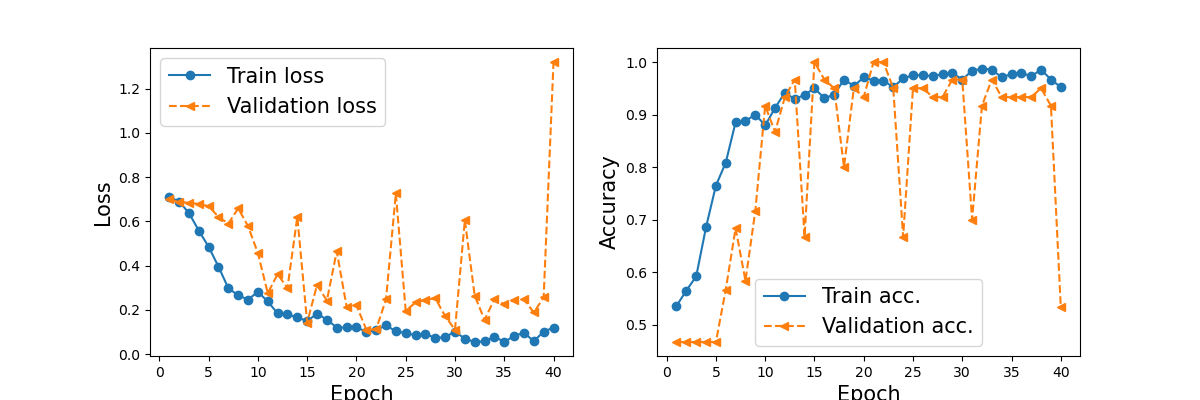 Train loss
Validation loss
Loss
1.2
1.0
0.8
0.6
0.4
0.2
0.0
0 5 10 15 20 25 30 35 40
Epoch
Train acc.
Validation acc.
Accuracy
1.0
0.9
0.8
0.7
0.6
0.5
0 5 10 15 20 25 30 35 40
Epoch